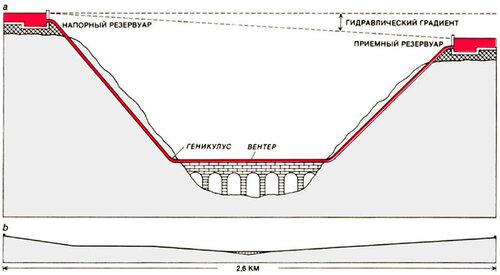 a
НАПОРНЫЙ РЕЗЕРВУАР
ГИДРАВЛИЧЕСКИЙ ГРАДИЕНТ
ПРИЕМНЫЙ РЕЗЕРВУАР
ГЕНИКУЛУС
ВЕНТЕР
b
2,6 КМ